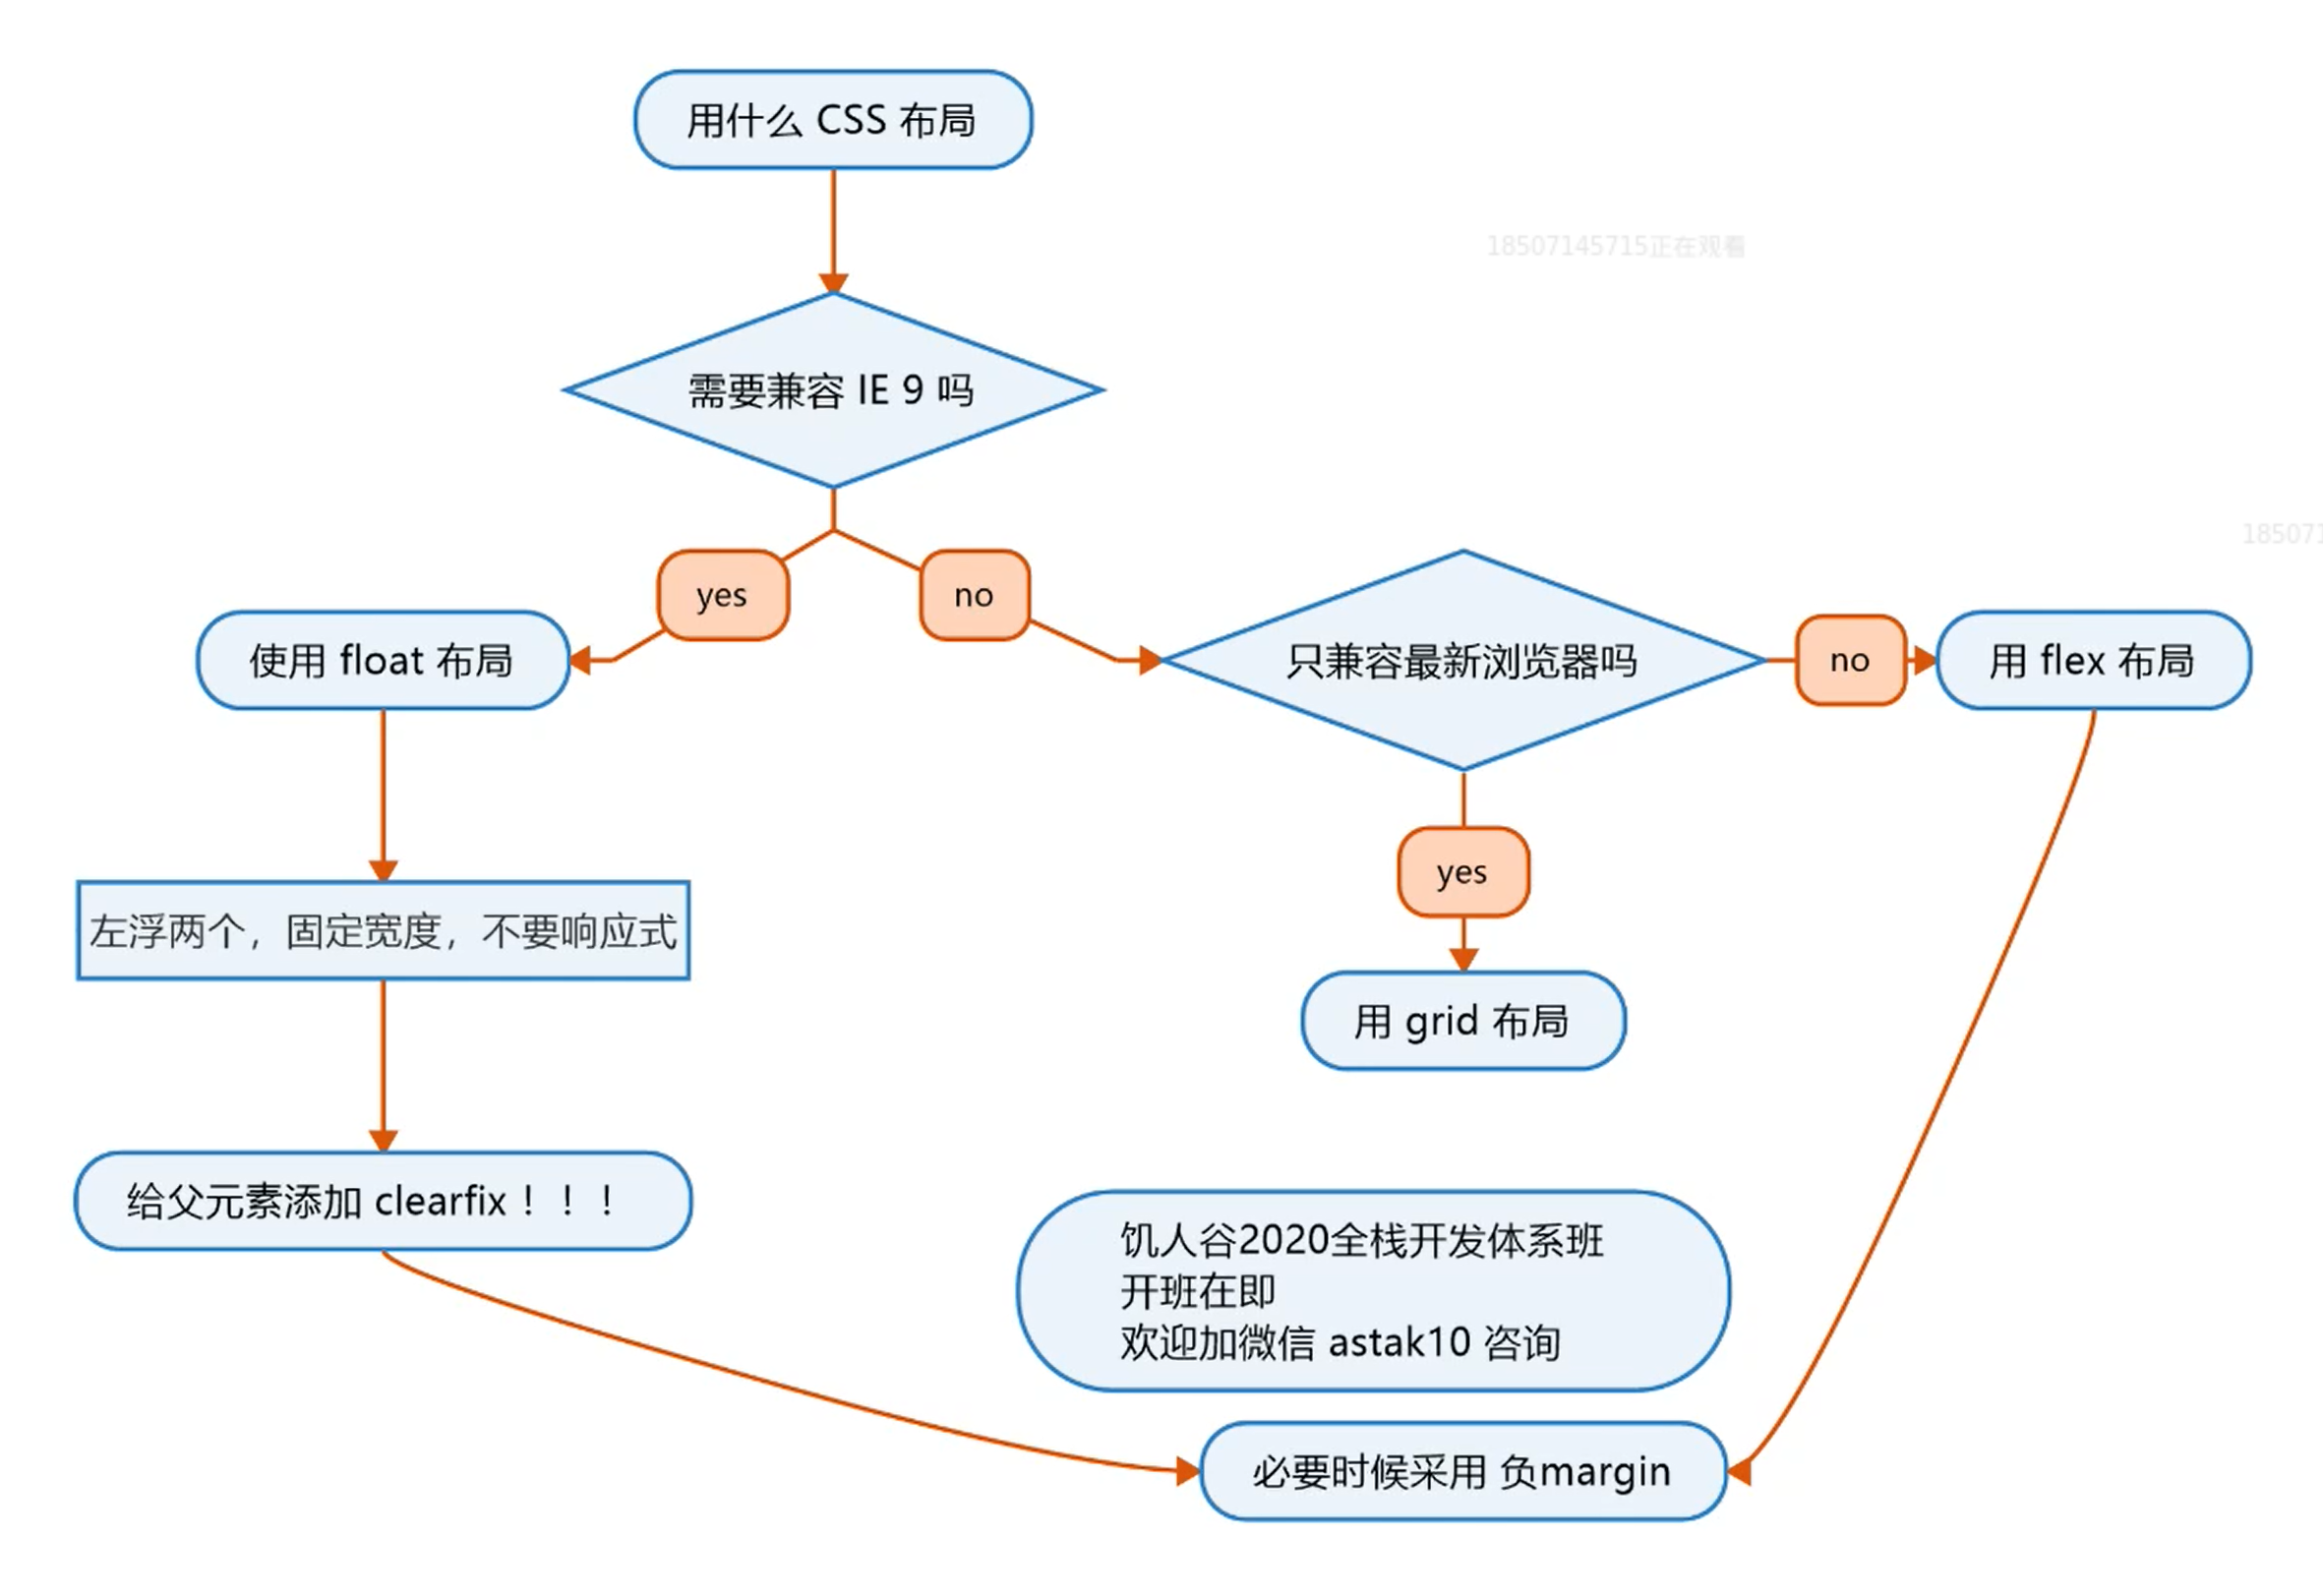 用什么 CSS 布局
18507145715正在观看
需要兼容 IE 9 吗
185071
yes
no
使用 float 布局
只兼容最新浏览器吗
no
用 flex 布局
yes
左浮两个，固定宽度，不要响应式
用 grid 布局
给父元素添加 clearfix！！！
饥人谷2020全栈开发体系班
开班在即
欢迎加微信 astak10 咨询
必要时候采用 负margin